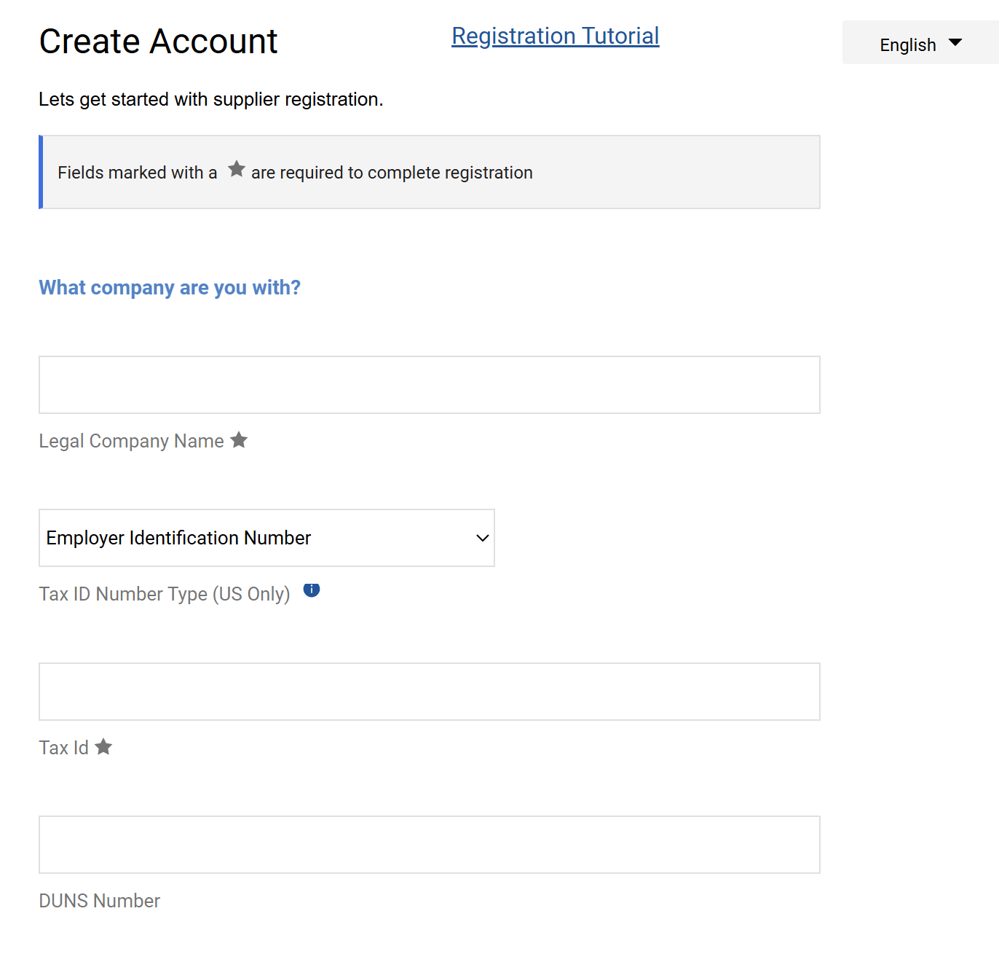 Create Account
Registration Tutorial
English
Lets get started with supplier registration.
Fields marked with a ★ are required to complete registration
What company are you with?
Legal Company Name ★
Employer Identification Number
Tax ID Number Type (US Only) i
Tax Id ★
DUNS Number